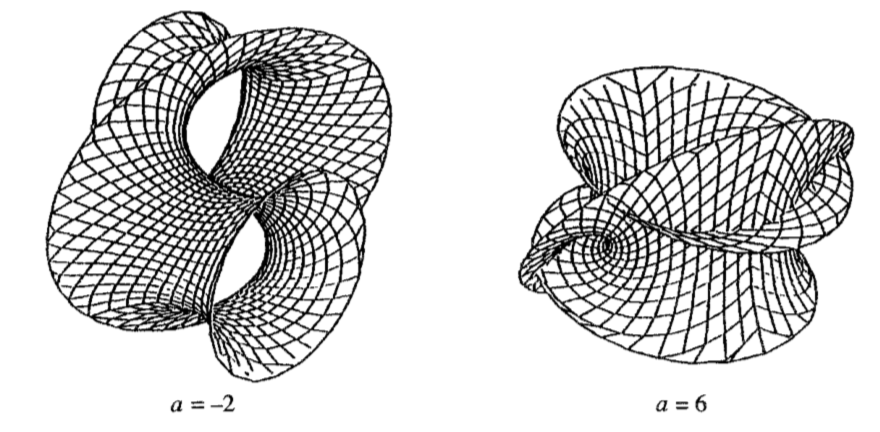 a = –2
a = 6